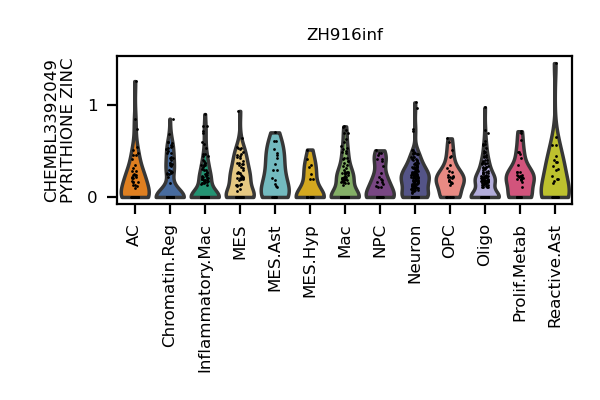 ZH916inf
CHEMBL3392049
PYRITHIONE ZINC
1
0
AC
Chromatin.Reg
Inflammatory.Mac
MES
MES.Ast
MES.Hyp
Mac
NPC
Neuron
OPC
Oligo
Prolif.Metab
Reactive.Ast